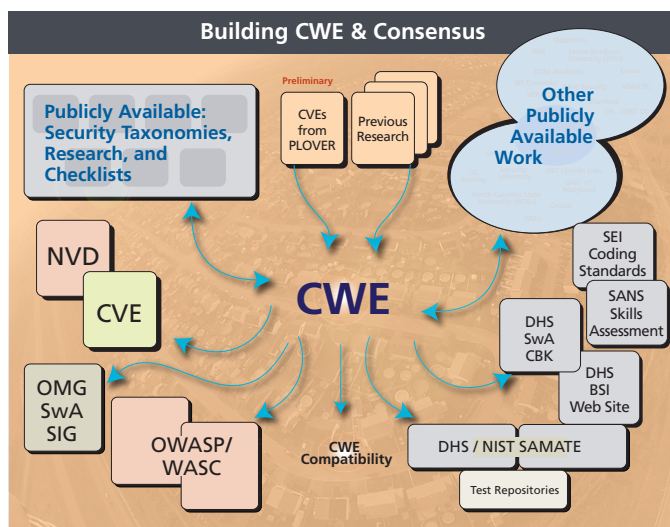 Building CWE & Consensus
Publicly Available:
Security Taxonomies,
Research, and
Checklists
Preliminary
CVEs
from
PLOVER
Previous
Research
Other
Publicly
Available
Work
NVD
CVE
CWE
SEI
Coding
Standards
SANS
Skills
Assessment
DHS
SwA
CBK
DHS
BSI
Web Site
OMG
SwA
SIG
OWASP/
WASC
CWE
Compatibility
DHS / NIST SAMATE
Test Repositories